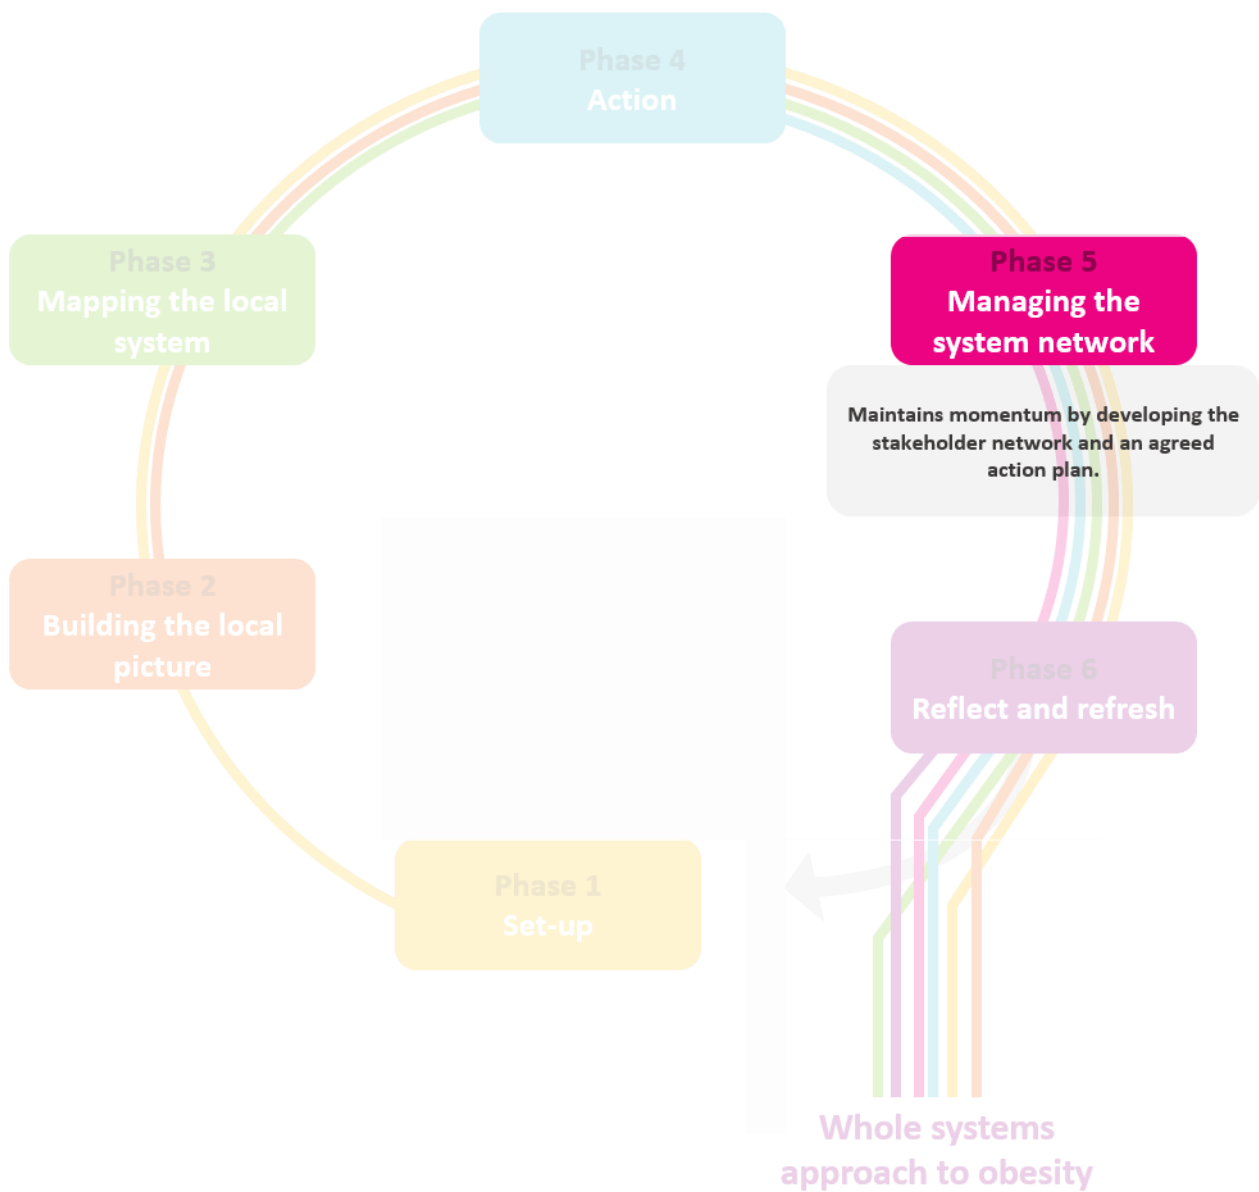 Phase 4
Action
Phase 3
Mapping the local
system
Phase 5
Managing the
system network
Maintains momentum by developing the
stakeholder network and an agreed
action plan.
Phase 2
Building the local
picture
Phase 6
Reflect and refresh
Phase 1
Set-up
Whole systems
approach to obesity